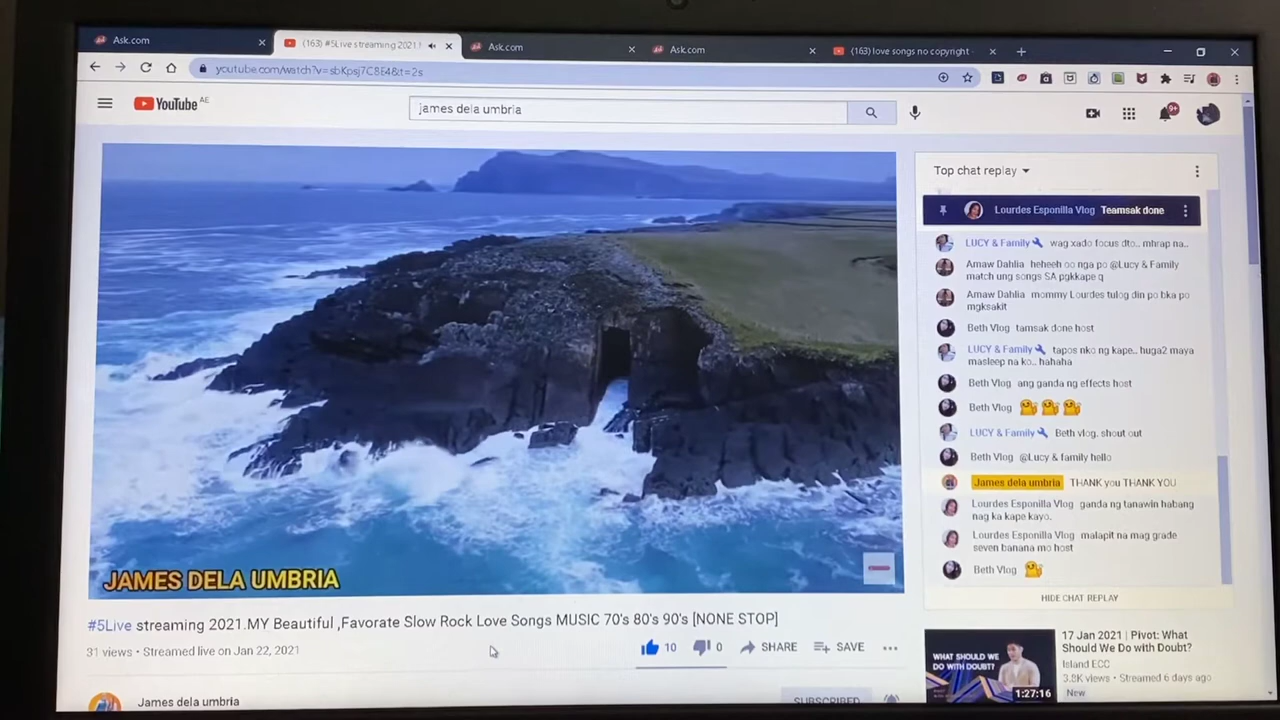 Ask.com
(163) #5Live streaming 2021.
Ask.com
Ask.com
(163) love songs no copyright
youtube.com/watch?v=sbKpsj7C8E4&t=2s
YouTube AE
james dela umbria
9+
Top chat replay
Lourdes Esponilla Vlog Teamsak done
LUCY & Family wag xado focus dto.. mhrap na..
Amaw Dahlia heheeh oo nga po @Lucy & Family
match ung songs SA pgkkape q
Amaw Dahlia mommy Lourdes tulog din po bka po
mgksakit
Beth Vlog tamsak done host
LUCY & Family tapos nko ng kape.. huga2 maya
masleep na ko.. hahaha
Beth Vlog ang ganda ng effects host
Beth Vlog
LUCY & Family Beth vlog. shout out
Beth Vlog @Lucy & family hello
James dela umbria THANK you THANK YOU
Lourdes Esponilla Vlog ganda ng tanawin habang
nag ka kape kayo.
Lourdes Esponilla Vlog malapit na mag grade
seven banana mo host
Beth Vlog
HIDE CHAT REPLAY
JAMES DELA UMBRIA
#5Live streaming 2021.MY Beautiful ,Favorate Slow Rock Love Songs MUSIC 70's 80's 90's [NONE STOP]
31 views • Streamed live on Jan 22, 2021
10 0 SHARE SAVE
James dela umbria
SUBSCRIBED
WHAT SHOULD WE
DO WITH DOUBT?
1:27:16
17 Jan 2021 | Pivot: What
Should We Do with Doubt?
Island ECC
3.8K views • Streamed 6 days ago
New